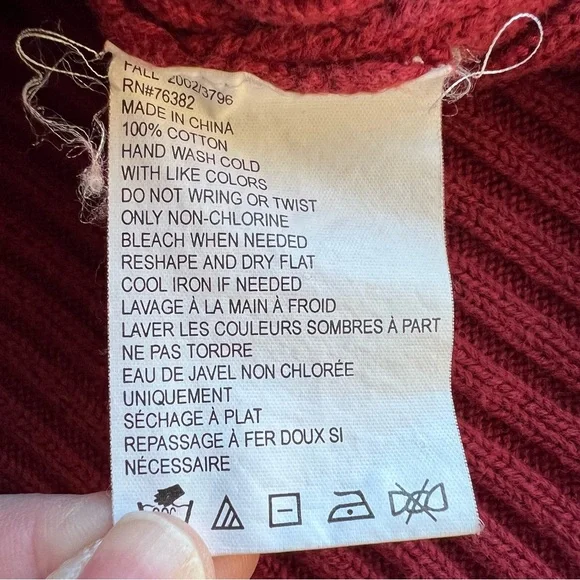 FALL 2002/3796
RN#76382
MADE IN CHINA
100% COTTON
HAND WASH COLD
WITH LIKE COLORS
DO NOT WRING OR TWIST
ONLY NON-CHLORINE
BLEACH WHEN NEEDED
RESHAPE AND DRY FLAT
COOL IRON IF NEEDED
LAVAGE À LA MAIN À FROID
LAVER LES COULEURS SOMBRES À PART
NE PAS TORDRE
EAU DE JAVEL NON CHLORÉE
UNIQUEMENT
SÉCHAGE À PLAT
REPASSAGE À FER DOUX SI
NÉCESSAIRE